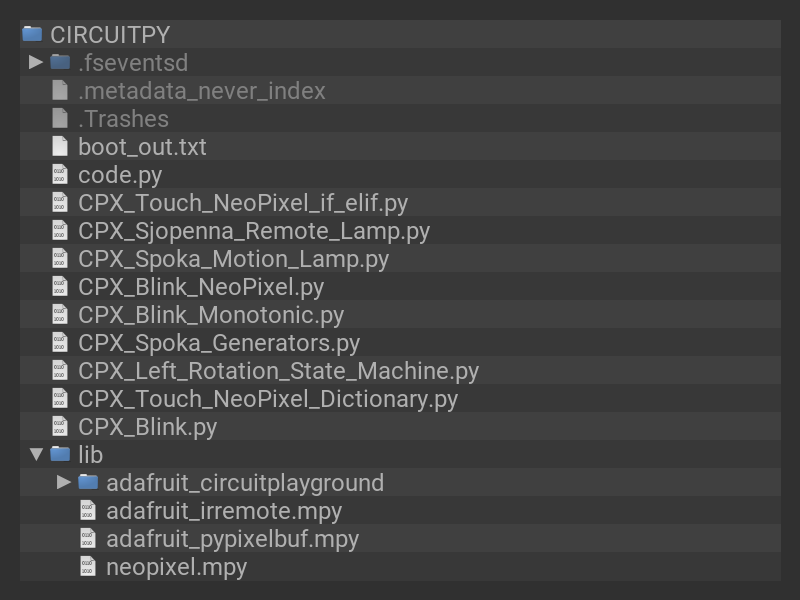 CIRCUITPY
.fseventsd
.metadata_never_index
.Trashes
boot_out.txt
code.py
CPX_Touch_NeoPixel_if_elif.py
CPX_Sjopenna_Remote_Lamp.py
CPX_Spoka_Motion_Lamp.py
CPX_Blink_NeoPixel.py
CPX_Blink_Monotonic.py
CPX_Spoka_Generators.py
CPX_Left_Rotation_State_Machine.py
CPX_Touch_NeoPixel_Dictionary.py
CPX_Blink.py
lib
adafruit_circuitplayground
adafruit_irremote.mpy
adafruit_pypixelbuf.mpy
neopixel.mpy